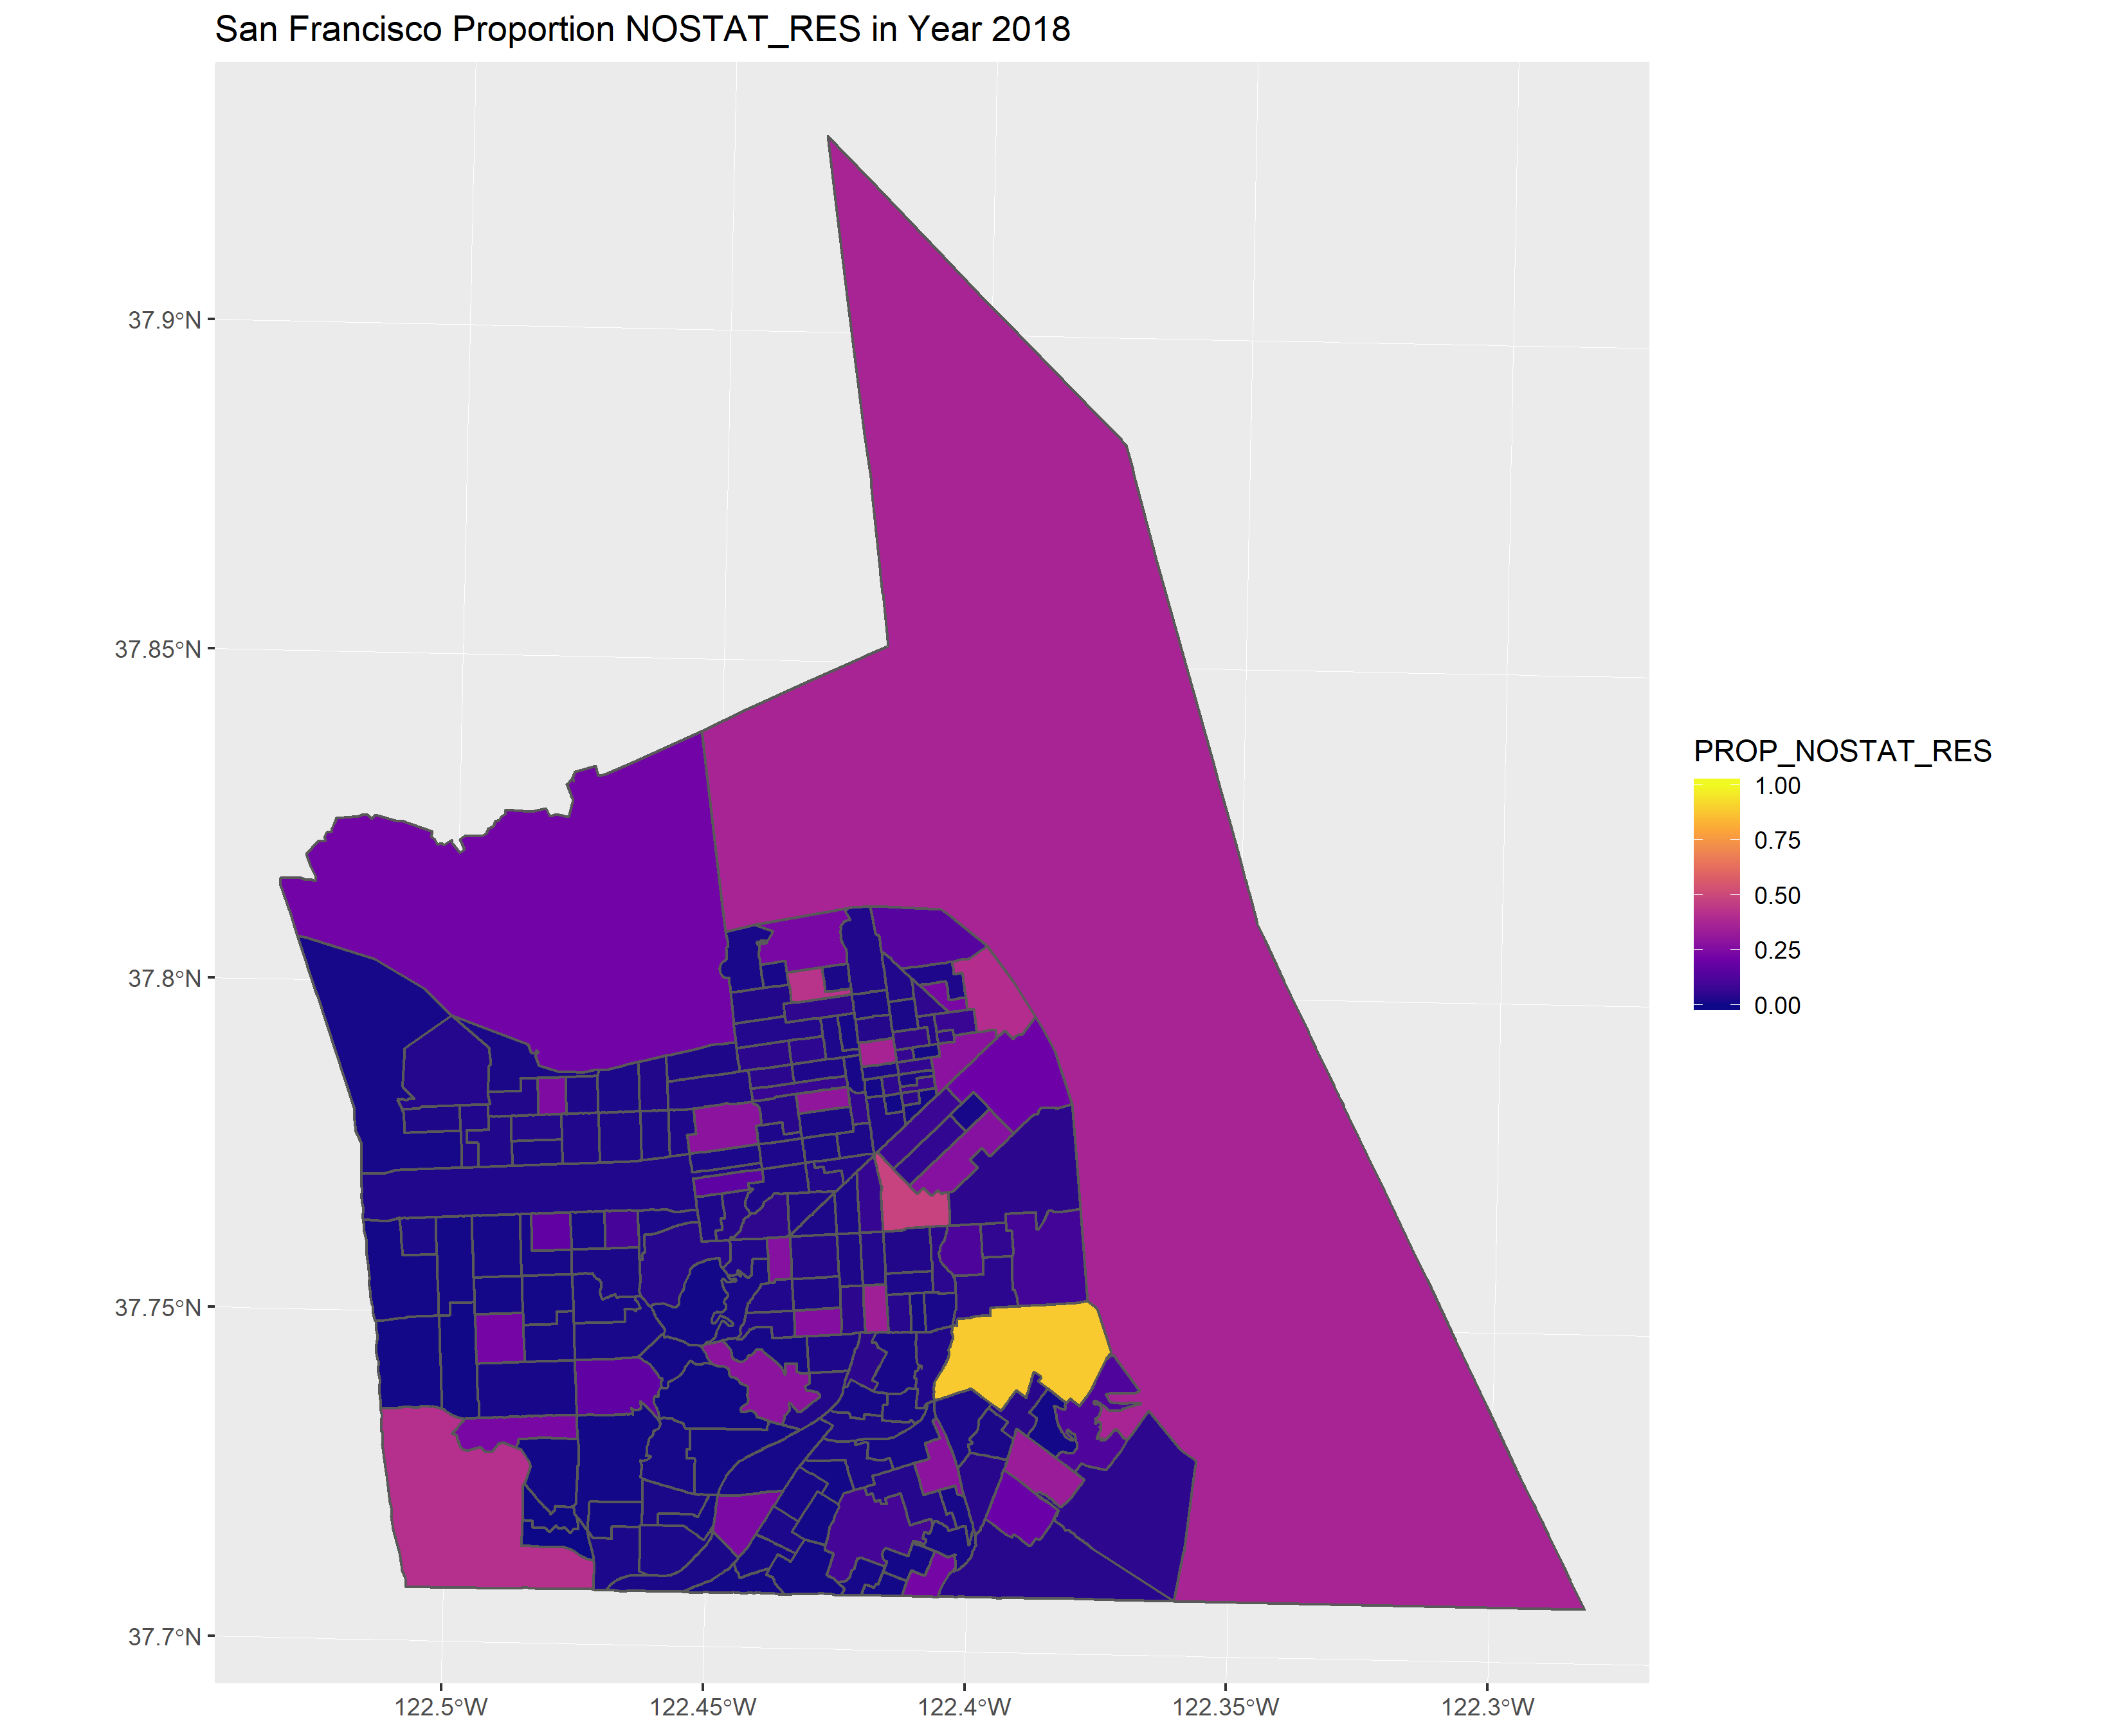 San Francisco Proportion NOSTAT_RES in Year 2018
37.9°N
37.85°N
37.8°N
37.75°N
37.7°N
122.5°W
122.45°W
122.4°W
122.35°W
122.3°W
PROP_NOSTAT_RES
1.00
0.75
0.50
0.25
0.00